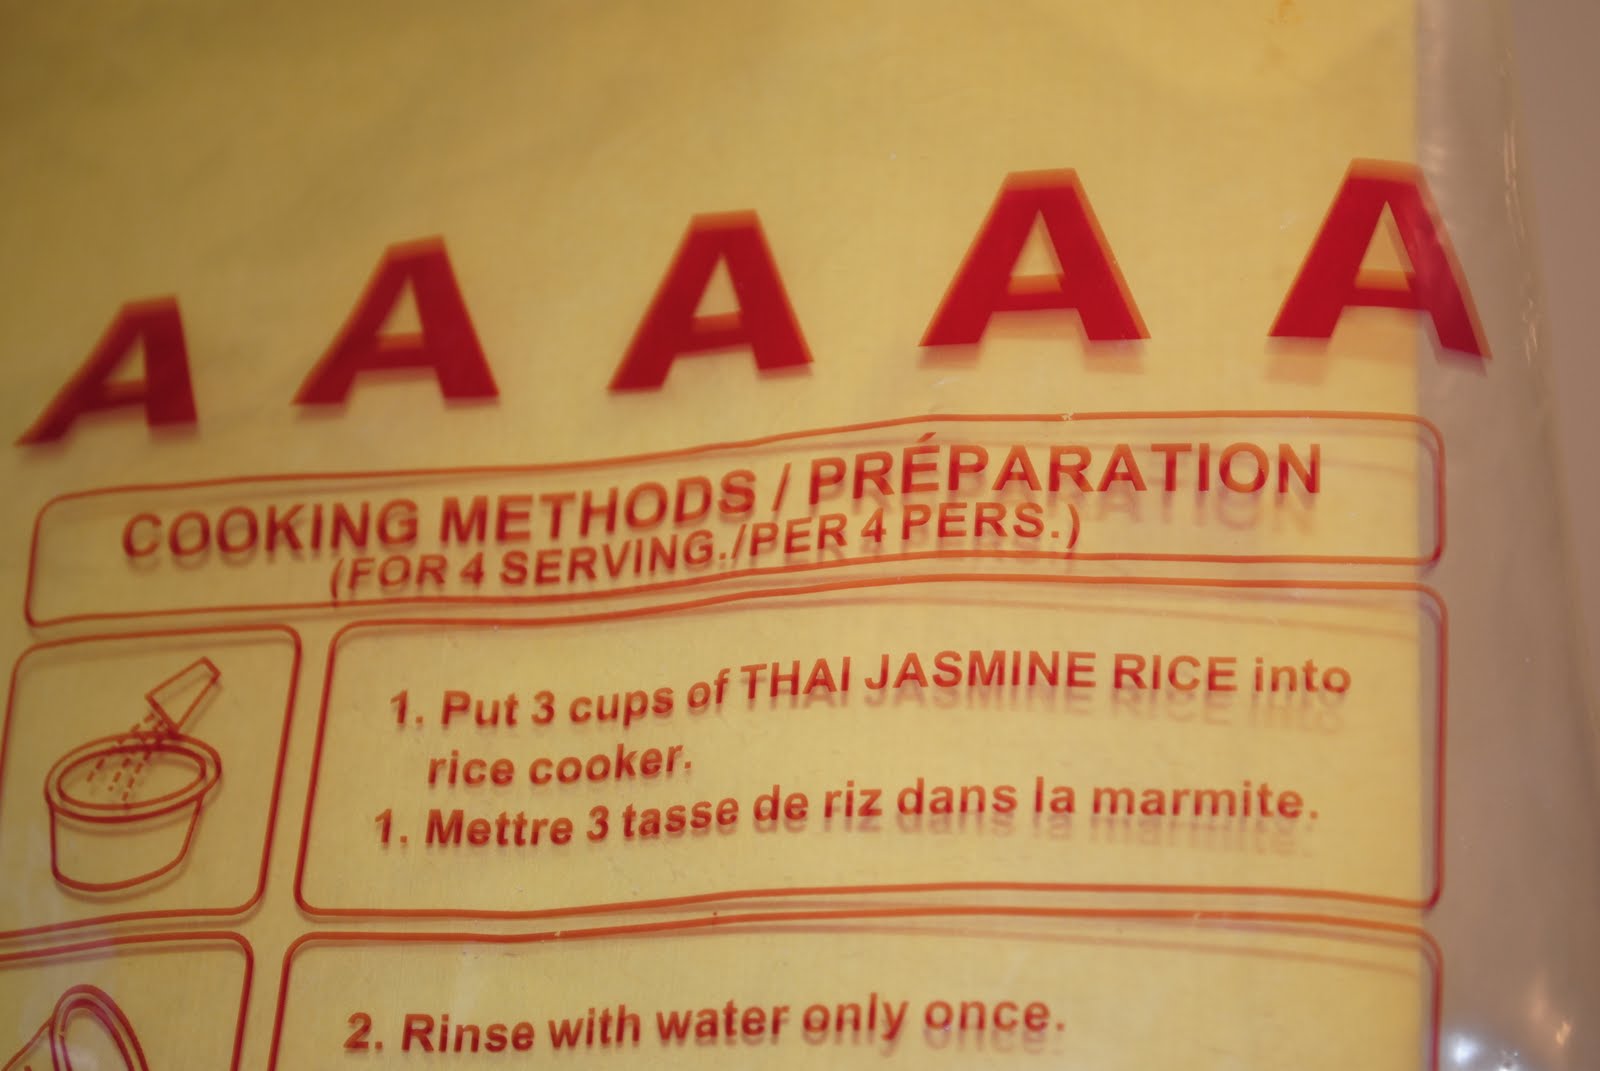 A A A A A
COOKING METHODS / PRÉPARATION
(FOR 4 SERVING./PER 4 PERS.)
1. Put 3 cups of THAI JASMINE RICE into
rice cooker.
1. Mettre 3 tasse de riz dans la marmite.
2. Rinse with water only once.